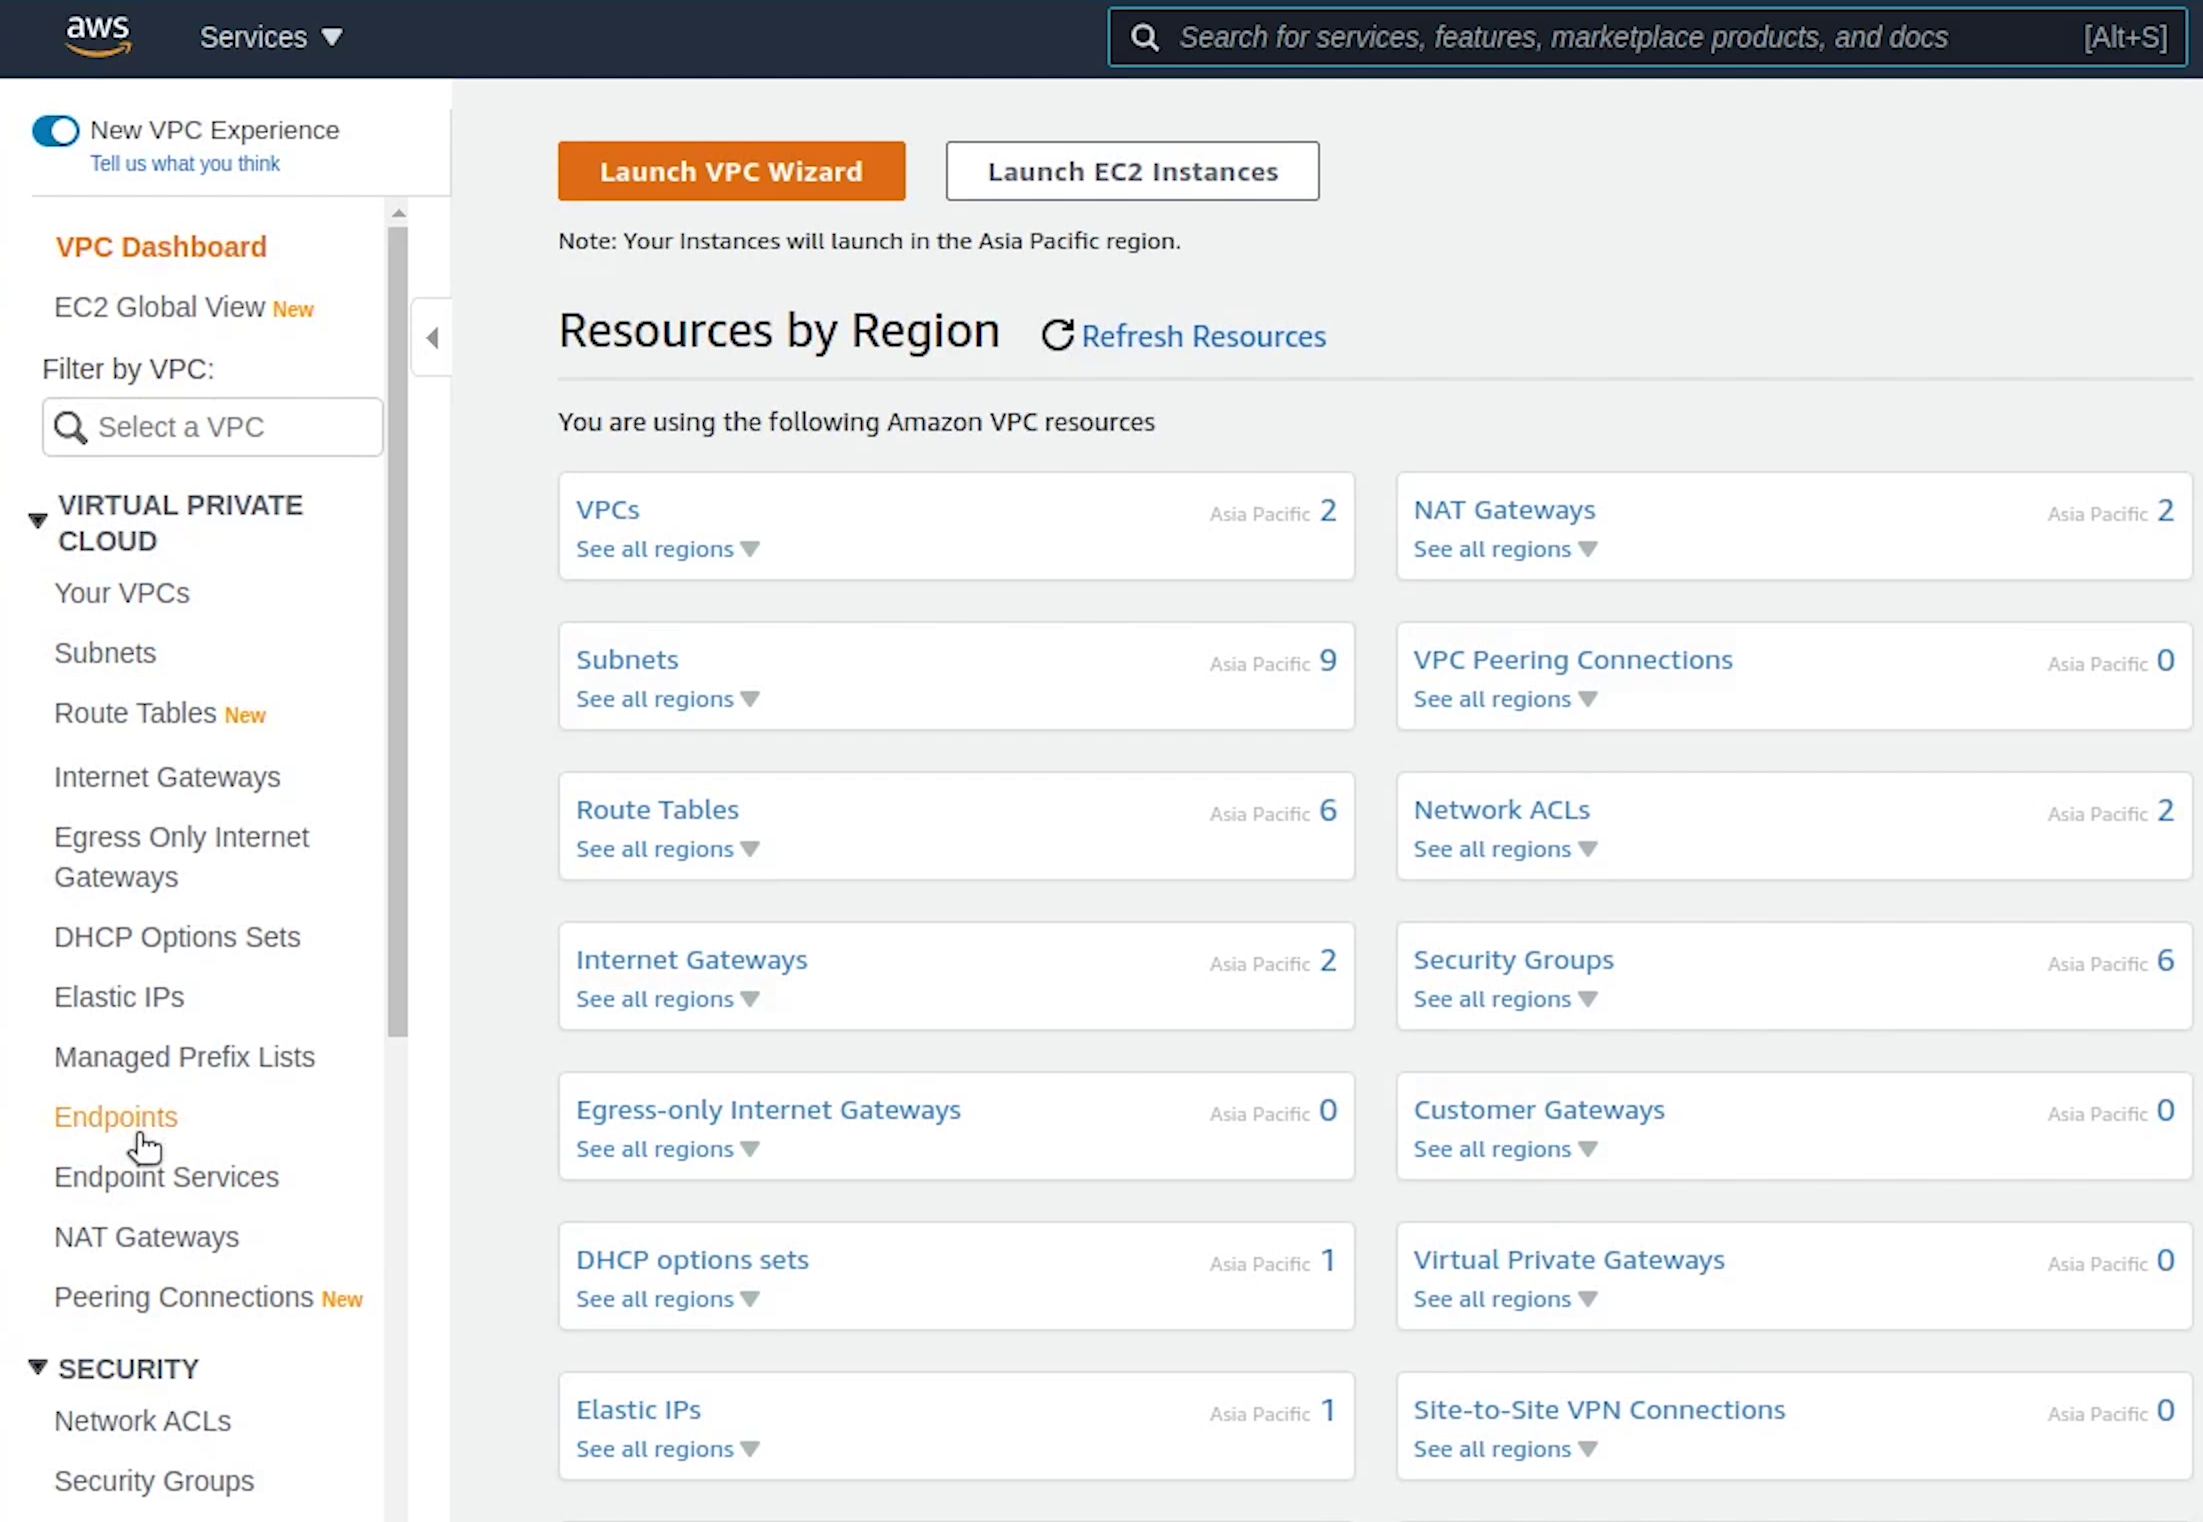 aws
Services
Search for services, features, marketplace products, and docs
[Alt+S]
New VPC Experience
Tell us what you think
VPC Dashboard
EC2 Global View New
Filter by VPC:
Select a VPC
VIRTUAL PRIVATE
CLOUD
Your VPCs
Subnets
Route Tables New
Internet Gateways
Egress Only Internet
Gateways
DHCP Options Sets
Elastic IPs
Managed Prefix Lists
Endpoints
Endpoint Services
NAT Gateways
Peering Connections New
SECURITY
Network ACLs
Security Groups
Launch VPC Wizard
Launch EC2 Instances
Note: Your Instances will launch in the Asia Pacific region.
Resources by Region
Refresh Resources
You are using the following Amazon VPC resources
VPCs
Asia Pacific 2
See all regions
NAT Gateways
Asia Pacific 2
See all regions
Subnets
Asia Pacific 9
See all regions
VPC Peering Connections
Asia Pacific 0
See all regions
Route Tables
Asia Pacific 6
See all regions
Network ACLs
Asia Pacific 2
See all regions
Internet Gateways
Asia Pacific 2
See all regions
Security Groups
Asia Pacific 6
See all regions
Egress-only Internet Gateways
Asia Pacific 0
See all regions
Customer Gateways
Asia Pacific 0
See all regions
DHCP options sets
Asia Pacific 1
See all regions
Virtual Private Gateways
Asia Pacific 0
See all regions
Elastic IPs
Asia Pacific 1
See all regions
Site-to-Site VPN Connections
Asia Pacific 0
See all regions